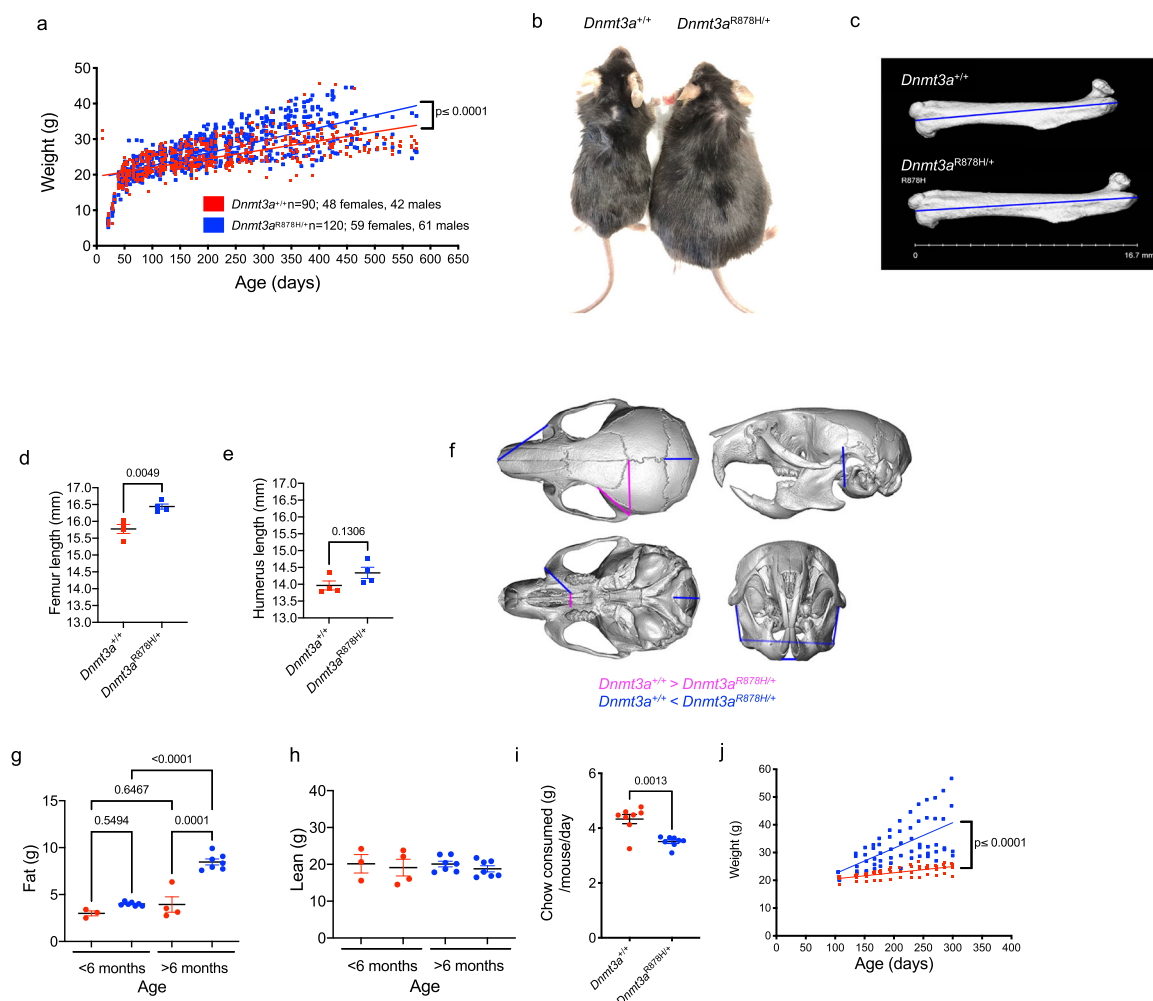 a
Weight (g)
50
40
30
20
10
0
0
50
100
150
200
250
300
350
400
450
500
550
600
650
Age (days)
p≤ 0.0001
Dnmt3a+/+n=90; 48 females, 42 males
Dnmt3aR878H/+n=120; 59 females, 61 males
b
Dnmt3a+/+
Dnmt3aR878H/+
c
Dnmt3a+/+
Dnmt3aR878H/+
R878H
0
16.7 mm
d
Femur length (mm)
0.0049
17.0
16.5
16.0
15.5
15.0
14.5
14.0
13.5
13.0
Dnmt3a+/+
Dnmt3aR878H/+
e
Humerus length (mm)
0.1306
17.0
16.5
16.0
15.5
15.0
14.5
14.0
13.5
13.0
Dnmt3a+/+
Dnmt3aR878H/+
f
Dnmt3a+/+ > Dnmt3aR878H/+
Dnmt3a+/+ < Dnmt3aR878H/+
g
Fat (g)
<0.0001
0.6467
0.5494
0.0001
15
10
5
0
<6 months
>6 months
Age
h
Lean (g)
40
30
20
10
0
<6 months
>6 months
Age
i
Chow consumed (g)
/mouse/day
0.0013
6
4
2
0
Dnmt3a+/+
Dnmt3aR878H/+
j
Weight (g)
60
50
40
30
20
10
0
0
50
100
150
200
250
300
350
400
Age (days)
p≤ 0.0001